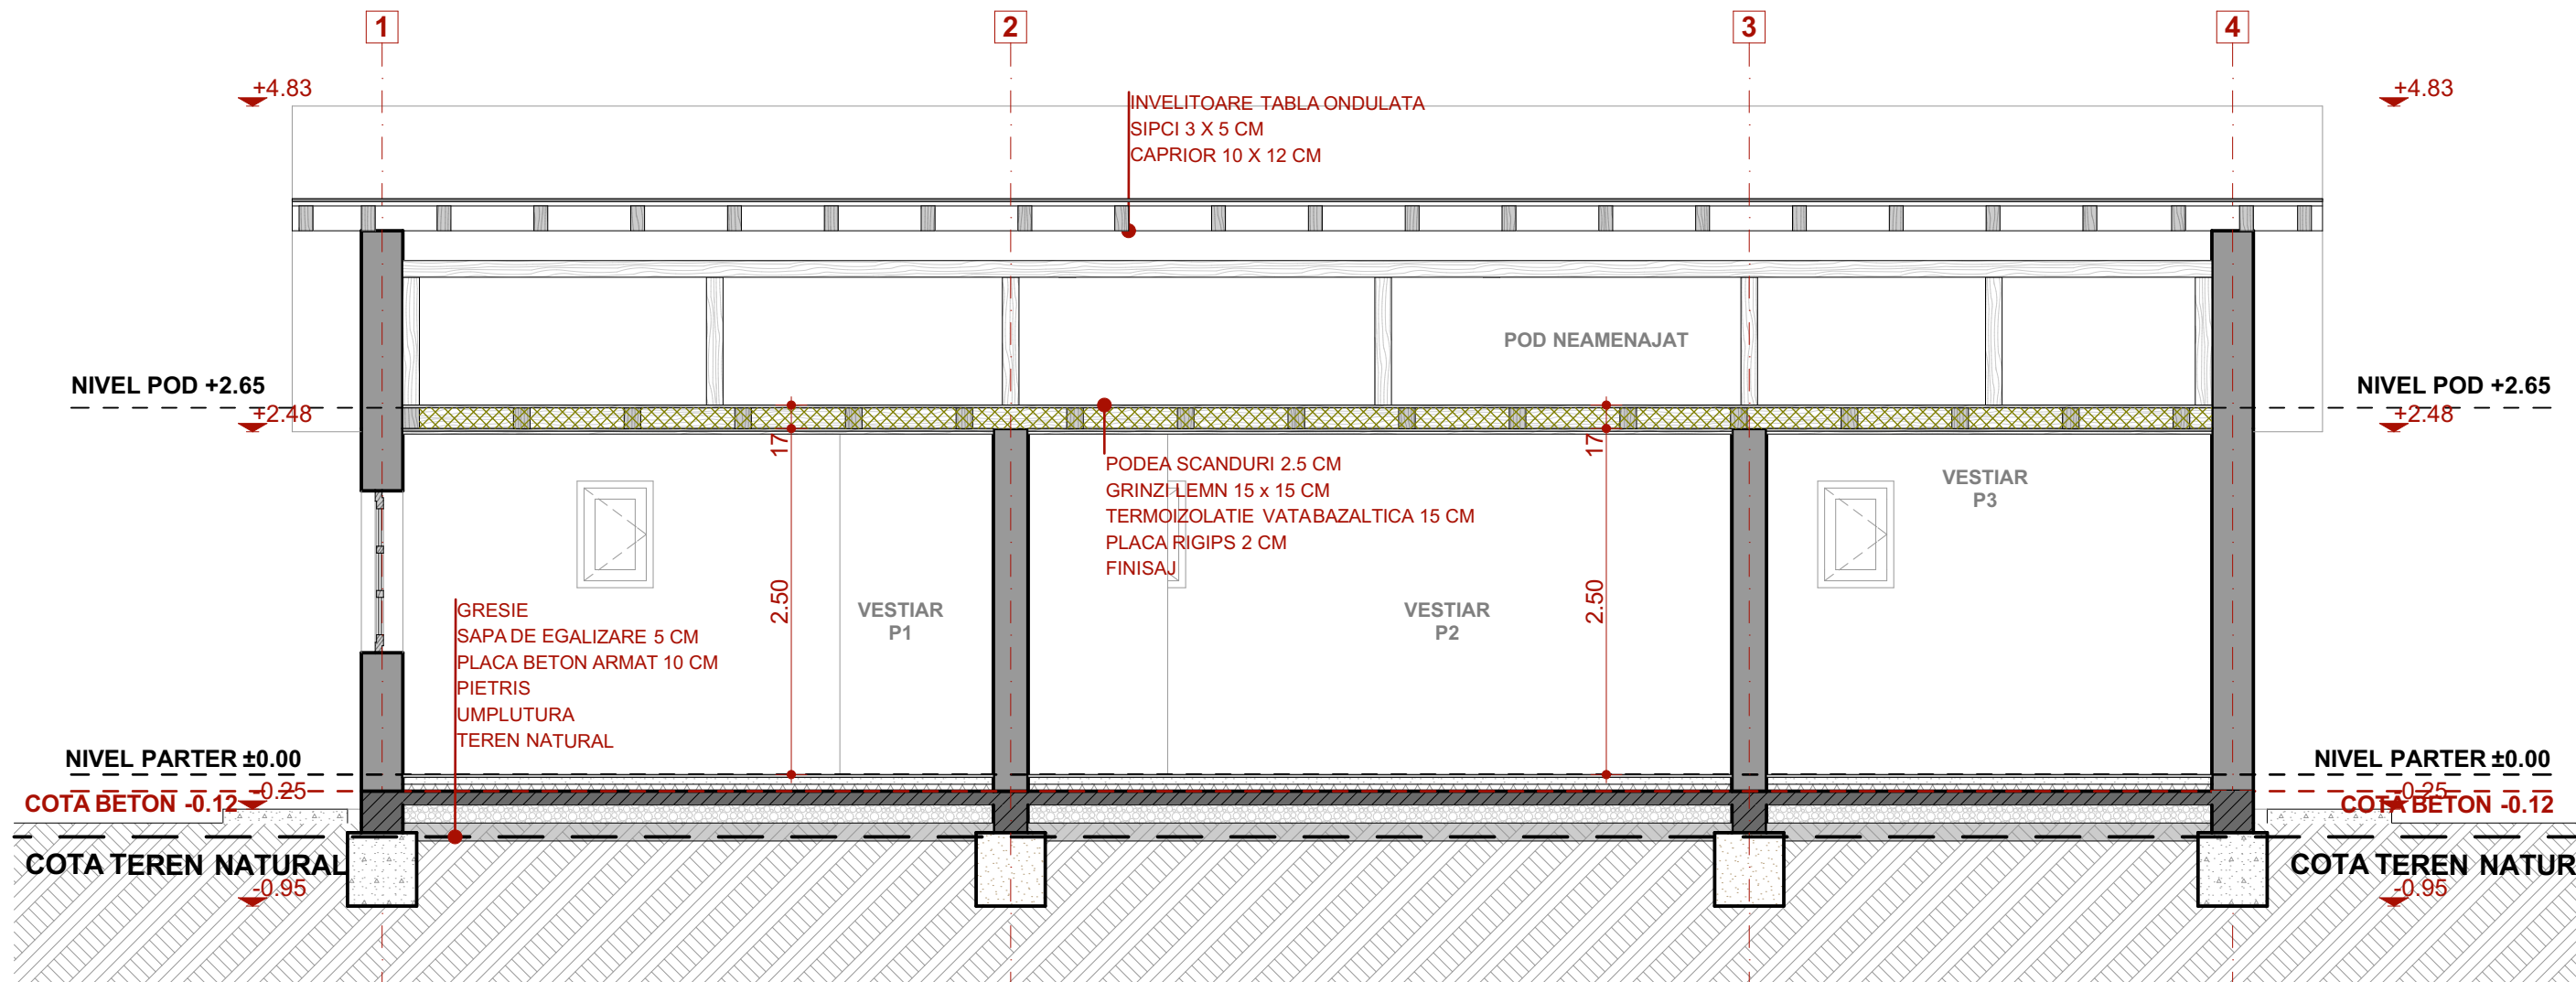 1
2
3
4
+4.83
+4.83
INVELITOARE TABLA ONDULATA
SIPCI 3 X 5 CM
CAPRIOR 10 X 12 CM
POD NEAMENAJAT
NIVEL POD +2.65
NIVEL POD +2.65
+2.48
+2.48
17
17
PODEA SCANDURI 2.5 CM
GRINZI LEMN 15 x 15 CM
TERMOIZOLATIE VATA BAZALTICA 15 CM
PLACA RIGIPS 2 CM
FINISAJ
VESTIAR
P3
2.50
2.50
VESTIAR
P1
VESTIAR
P2
GRESIE
SAPA DE EGALIZARE 5 CM
PLACA BETON ARMAT 10 CM
PIETRIS
UMPLUTURA
TEREN NATURAL
NIVEL PARTER ±0.00
NIVEL PARTER ±0.00
-0.25
-0.25
COTA BETON -0.12
COTA BETON -0.12
COTA TEREN NATURAL
COTA TEREN NATUR
-0.95
-0.95